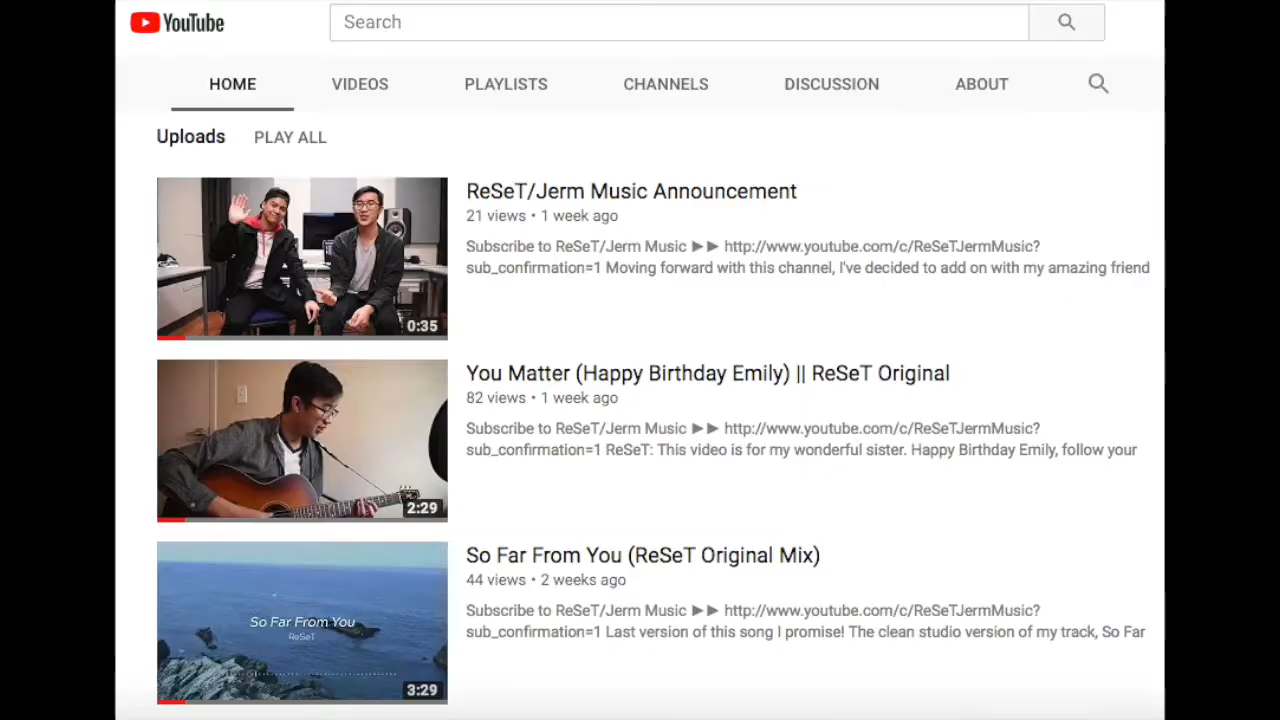 YouTube
Search
HOME VIDEOS PLAYLISTS CHANNELS DISCUSSION ABOUT
Uploads PLAY ALL
ReSeT/Jerm Music Announcement
21 views • 1 week ago
Subscribe to ReSeT/Jerm Music ►► http://www.youtube.com/c/ReSeTJermMusic?
sub_confirmation=1 Moving forward with this channel, I've decided to add on with my amazing friend
0:35
You Matter (Happy Birthday Emily) || ReSeT Original
82 views • 1 week ago
Subscribe to ReSeT/Jerm Music ►► http://www.youtube.com/c/ReSeTJermMusic?
sub_confirmation=1 ReSeT: This video is for my wonderful sister. Happy Birthday Emily, follow your
2:29
So Far From You (ReSeT Original Mix)
44 views • 2 weeks ago
Subscribe to ReSeT/Jerm Music ►► http://www.youtube.com/c/ReSeTJermMusic?
sub_confirmation=1 Last version of this song I promise! The clean studio version of my track, So Far
So Far From You
ReSeT
3:29